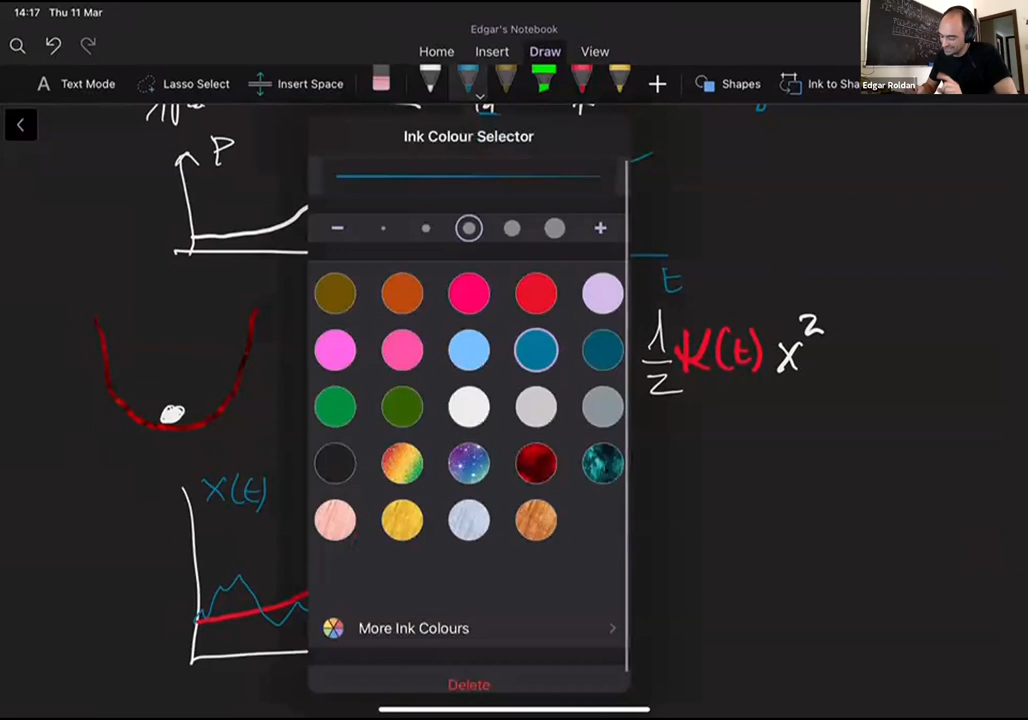 14:17 Thu 11 Mar
Edgar's Notebook
Home Insert Draw View
A Text Mode Lasso Select Insert Space Shapes Ink to Sha
Edgar Roldan
Ink Colour Selector
P
t
1/2 K(t) x²
X(t)
More Ink Colours
Delete